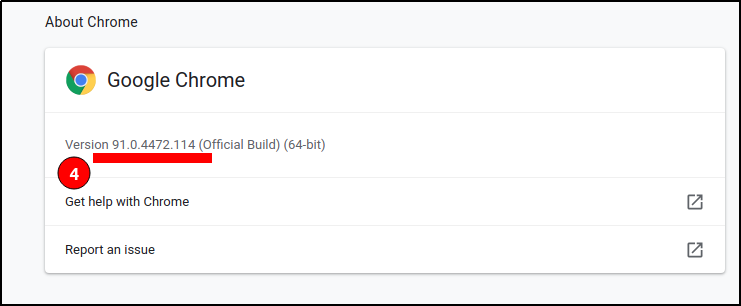 About Chrome
Google Chrome
Version 91.0.4472.114 (Official Build) (64-bit)
4
Get help with Chrome
Report an issue